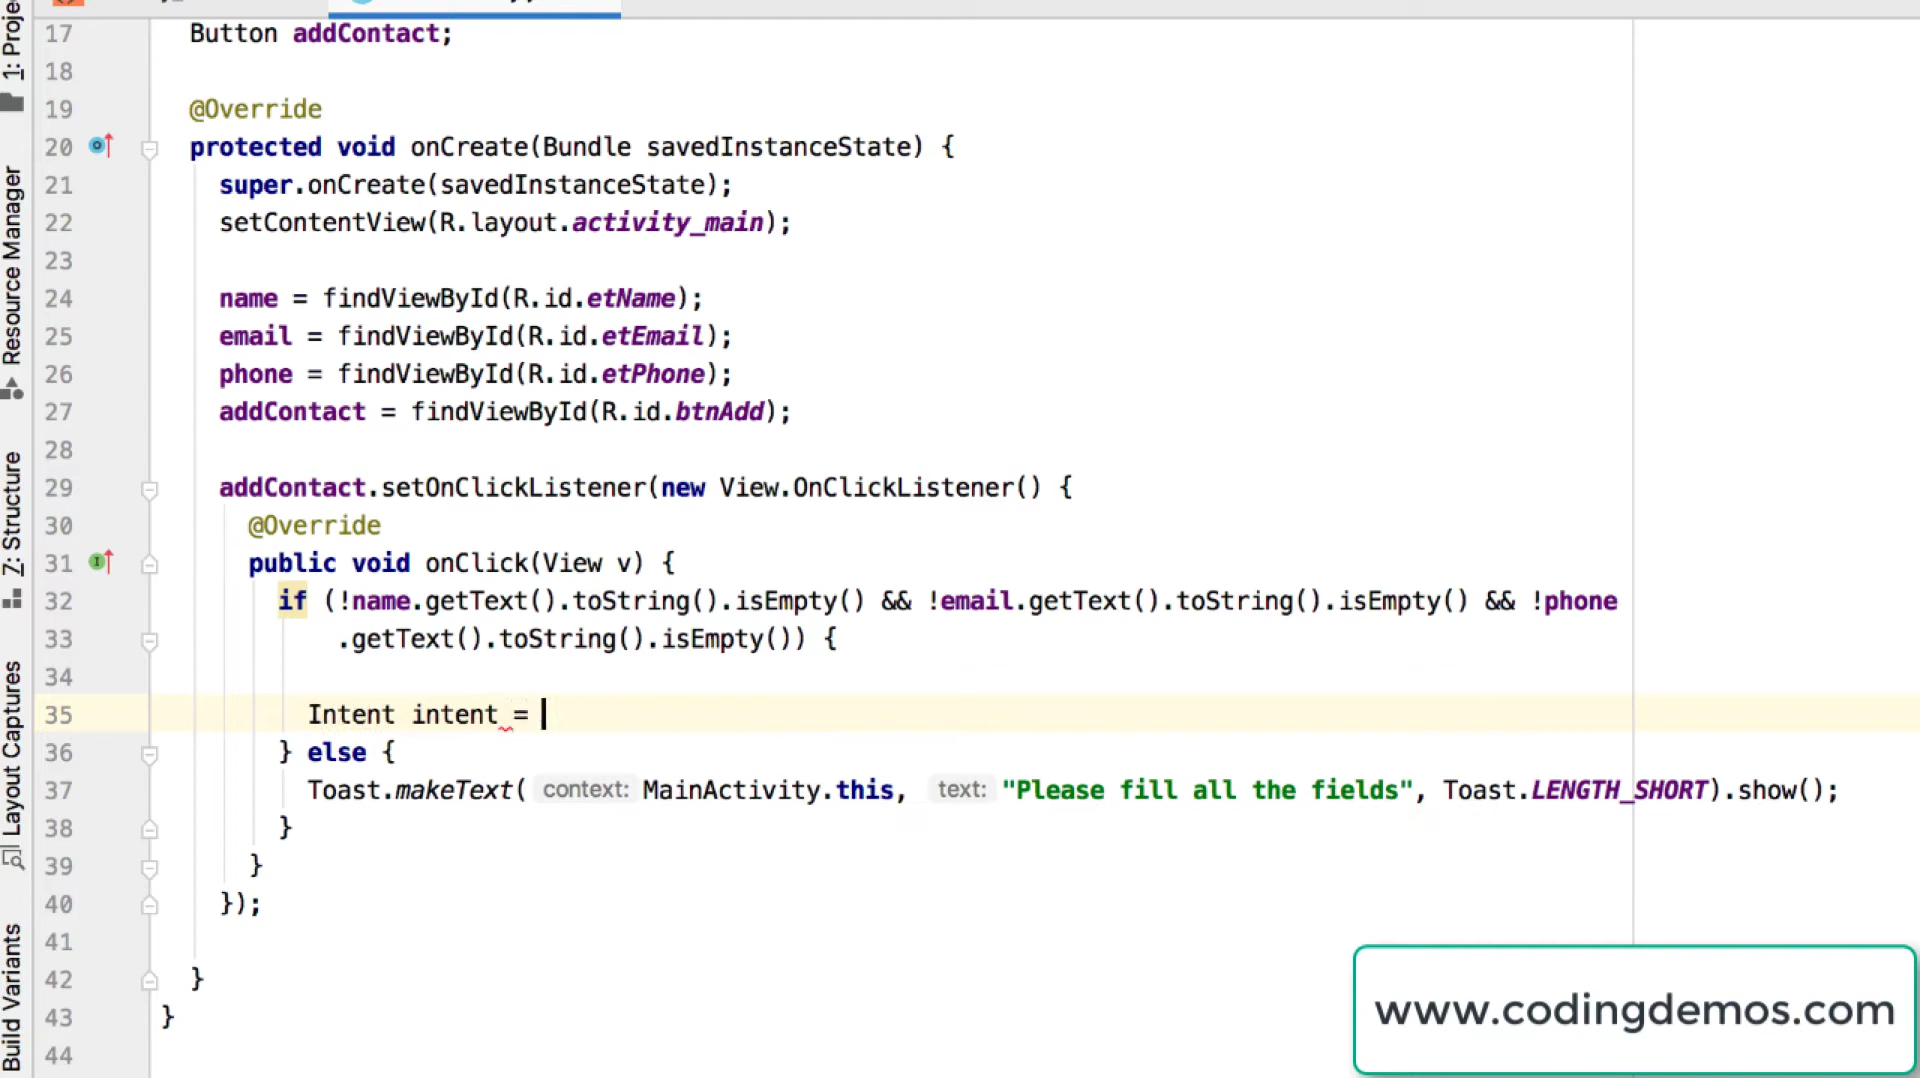 1: Proje
Resource Manager
Z: Structure
Layout Captures
Build Variants
17 Button addContact;
18
19 @Override
20 protected void onCreate(Bundle savedInstanceState) {
21 super.onCreate(savedInstanceState);
22 setContentView(R.layout.activity_main);
23
24 name = findViewById(R.id.etName);
25 email = findViewById(R.id.etEmail);
26 phone = findViewById(R.id.etPhone);
27 addContact = findViewById(R.id.btnAdd);
28
29 addContact.setOnClickListener(new View.OnClickListener() {
30 @Override
31 public void onClick(View v) {
32 if (!name.getText().toString().isEmpty() && !email.getText().toString().isEmpty() && !phone
33 .getText().toString().isEmpty()) {
34
35 Intent intent =
36 } else {
37 Toast.makeText( context: MainActivity.this, text: "Please fill all the fields", Toast.LENGTH_SHORT).show();
38 }
39 }
40 });
41
42 }
43 }
44
www.codingdemos.com